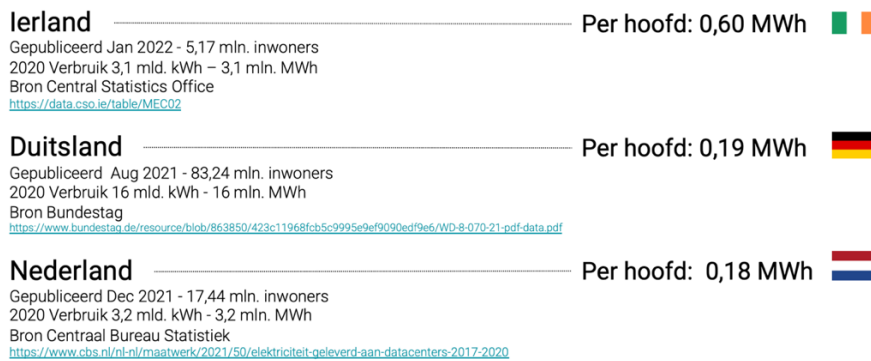 Ierland
Per hoofd: 0,60 MWh
Gepubliceerd Jan 2022 - 5,17 mln. inwoners
2020 Verbruik 3,1 mld. kWh – 3,1 mln. MWh
Bron Central Statistics Office
https://data.cso.ie/table/MEC02
Duitsland
Per hoofd: 0,19 MWh
Gepubliceerd Aug 2021 - 83,24 mln. inwoners
2020 Verbruik 16 mld. kWh - 16 mln. MWh
Bron Bundestag
https://www.bundestag.de/resource/blob/863850/423c11968fcb5c9995e9ef9090edf9e6/WD-8-070-21-pdf-data.pdf
Nederland
Per hoofd: 0,18 MWh
Gepubliceerd Dec 2021 - 17,44 mln. inwoners
2020 Verbruik 3,2 mld. kWh - 3,2 mln. MWh
Bron Centraal Bureau Statistiek
https://www.cbs.nl/nl-nl/maatwerk/2021/50/elektriciteit-geleverd-aan-datacenters-2017-2020